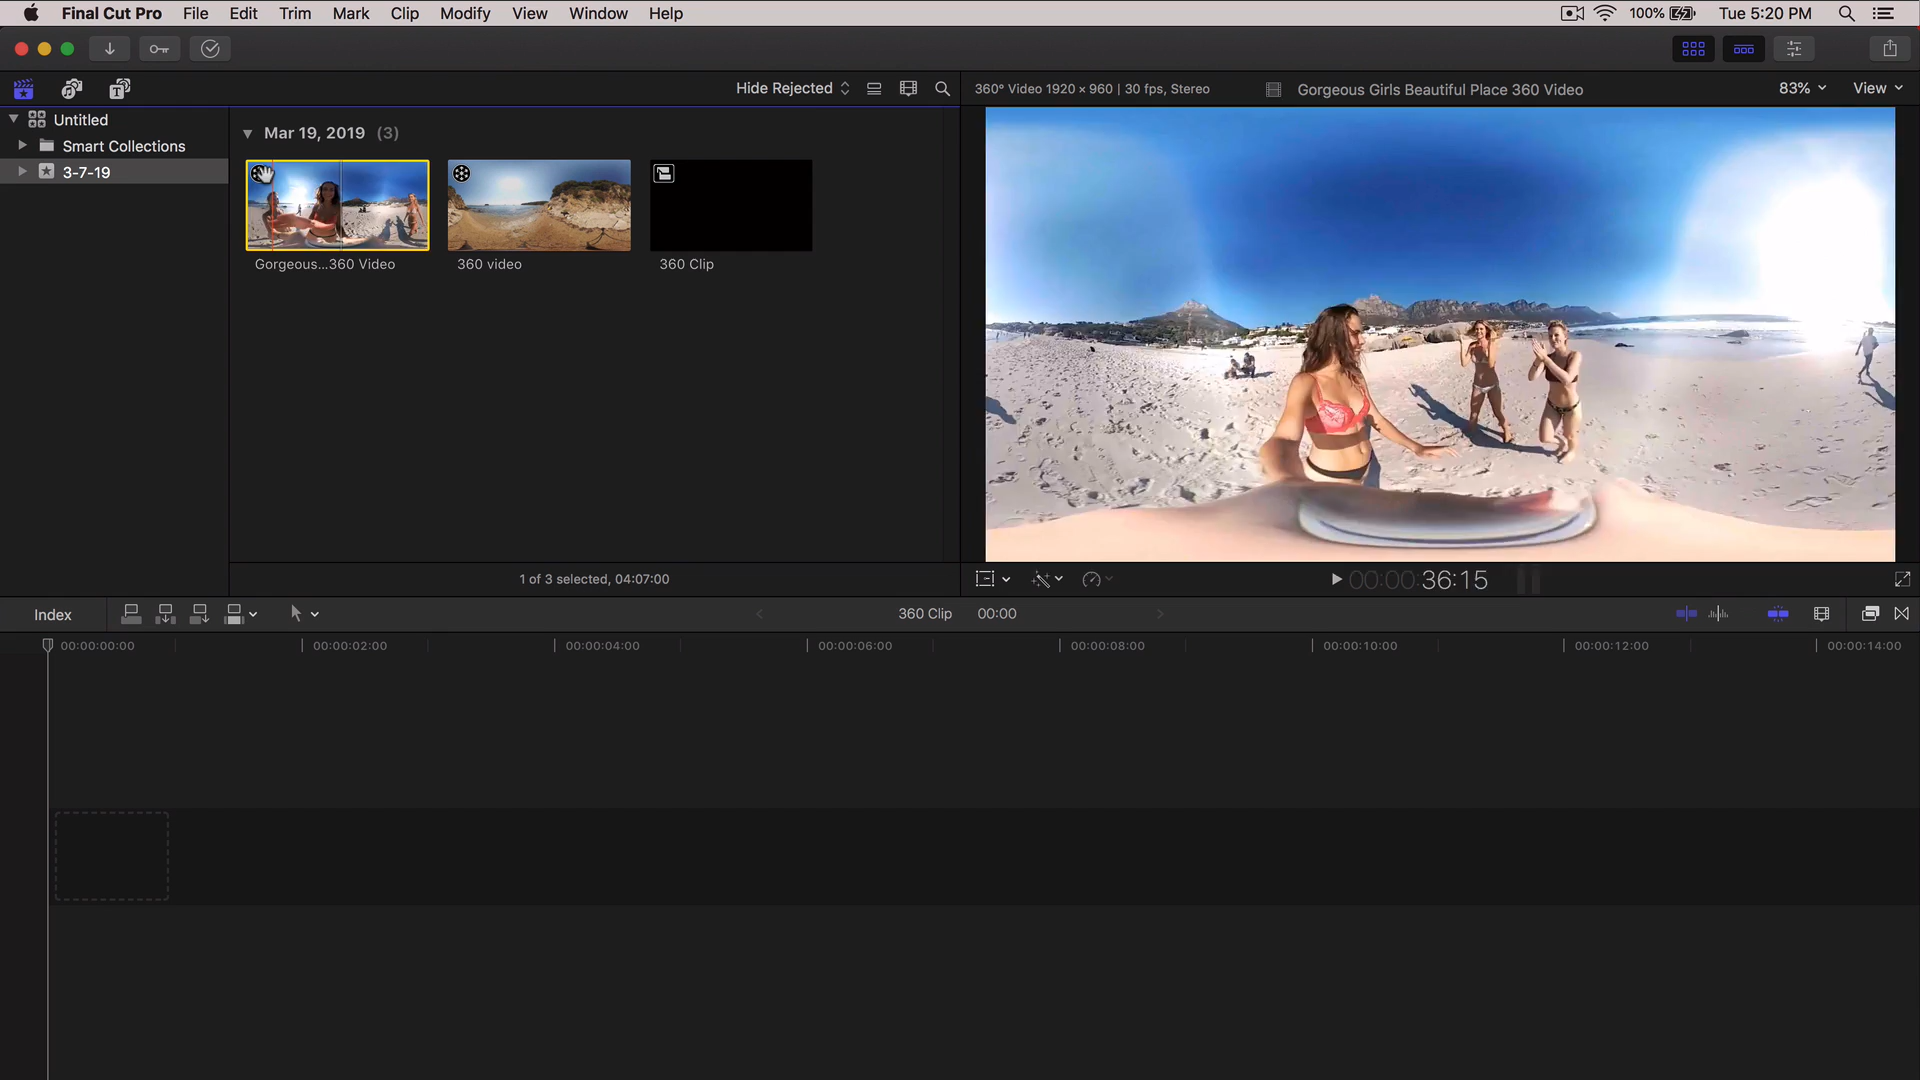 Final Cut Pro File Edit Trim Mark Clip Modify View Window Help 100% Tue 5:20 PM
Hide Rejected 360° Video 1920 × 960 | 30 fps, Stereo Gorgeous Girls Beautiful Place 360 Video 83% View
Untitled
Smart Collections
3-7-19
Mar 19, 2019 (3)
Gorgeous...360 Video 360 video 360 Clip
1 of 3 selected, 04:07:00 00:00:36:15
Index 360 Clip 00:00
00:00:00:00 00:00:02:00 00:00:04:00 00:00:06:00 00:00:08:00 00:00:10:00 00:00:12:00 00:00:14:00